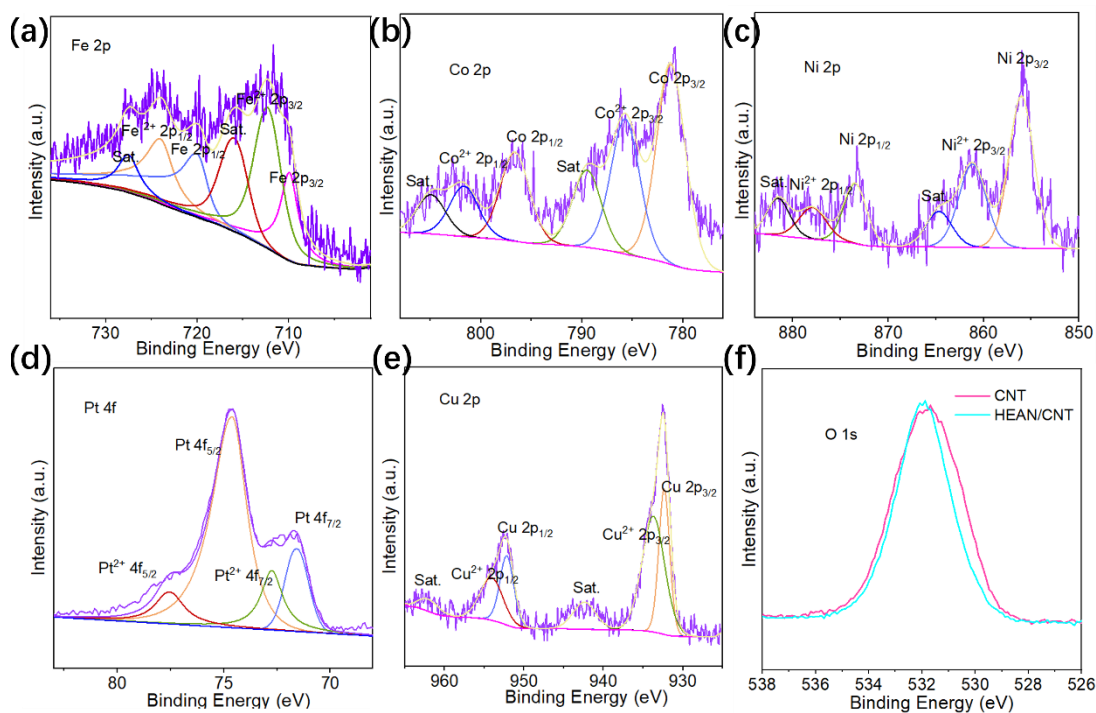 (a)
Fe 2p
Fe²⁺ 2p₃/₂
Fe²⁺ 2p₁/₂
Sat.
Sat.
Fe 2p₁/₂
Fe 2p₃/₂
Intensity (a.u.)
730 720 710
Binding Energy (eV)
(b)
Co 2p
Co 2p₃/₂
Co²⁺ 2p₃/₂
Co 2p₁/₂
Co²⁺ 2p₁/₂
Sat.
Sat.
Intensity (a.u.)
800 790 780
Binding Energy (eV)
(c)
Ni 2p
Ni 2p₃/₂
Ni 2p₁/₂
Ni²⁺ 2p₃/₂
Sat.
Ni²⁺ 2p₁/₂
Sat.
Intensity (a.u.)
880 870 860 850
Binding Energy (eV)
(d)
Pt 4f
Pt 4f₅/₂
Pt 4f₇/₂
Pt²⁺ 4f₅/₂
Pt²⁺ 4f₇/₂
Intensity (a.u.)
80 75 70
Binding Energy (eV)
(e)
Cu 2p
Cu 2p₃/₂
Cu 2p₁/₂
Cu²⁺ 2p₃/₂
Sat.
Cu²⁺ 2p₁/₂
Sat.
Intensity (a.u.)
960 950 940 930
Binding Energy (eV)
(f)
CNT
HEAN/CNT
O 1s
Intensity (a.u.)
538 536 534 532 530 528 526
Binding Energy (eV)